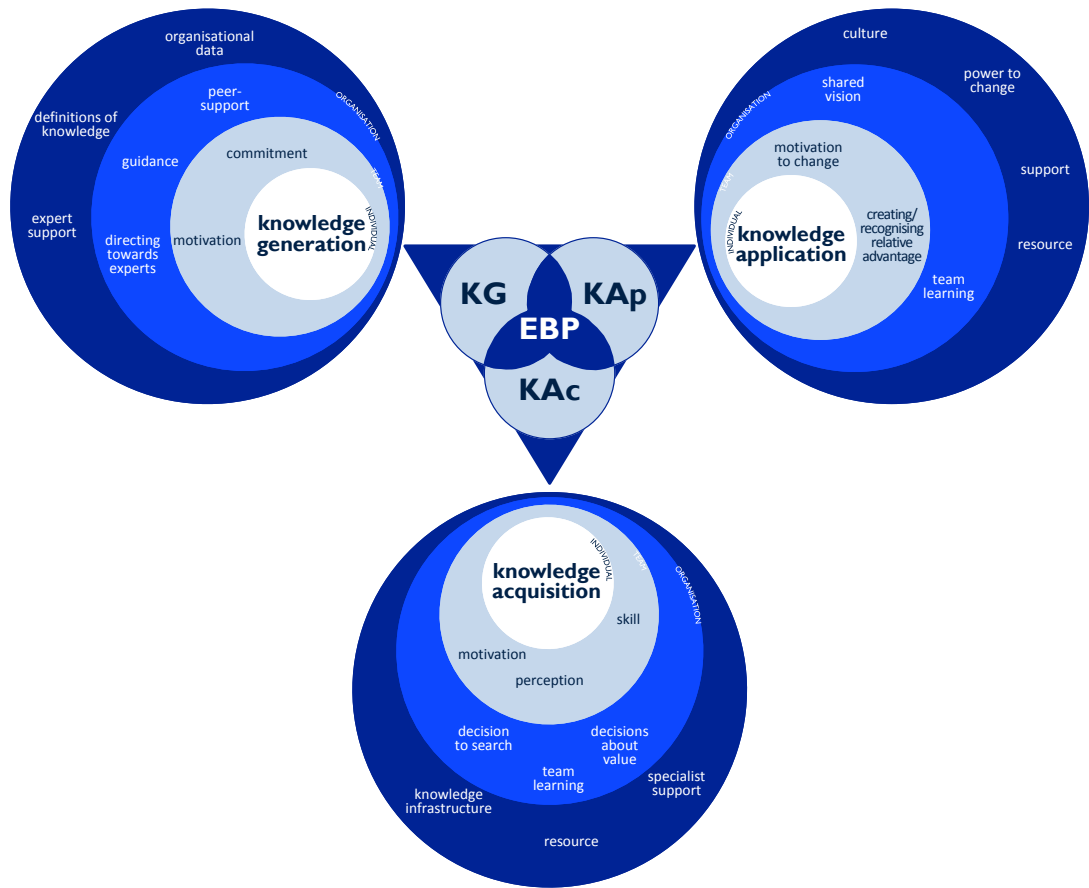 organisational
data
peer-
support
ORGANISATION
definitions of
knowledge
guidance
commitment
TEAM
expert
support
directing
towards
experts
motivation
INDIVIDUAL
knowledge
generation
culture
power to
change
shared
vision
ORGANISATION
motivation
to change
TEAM
support
INDIVIDUAL
knowledge
application
creating/
recognising
relative
advantage
resource
team
learning
KG
KAp
EBP
KAc
INDIVIDUAL
TEAM
ORGANISATION
knowledge
acquisition
skill
motivation
perception
decision
to search
decisions
about
value
team
learning
specialist
support
knowledge
infrastructure
resource